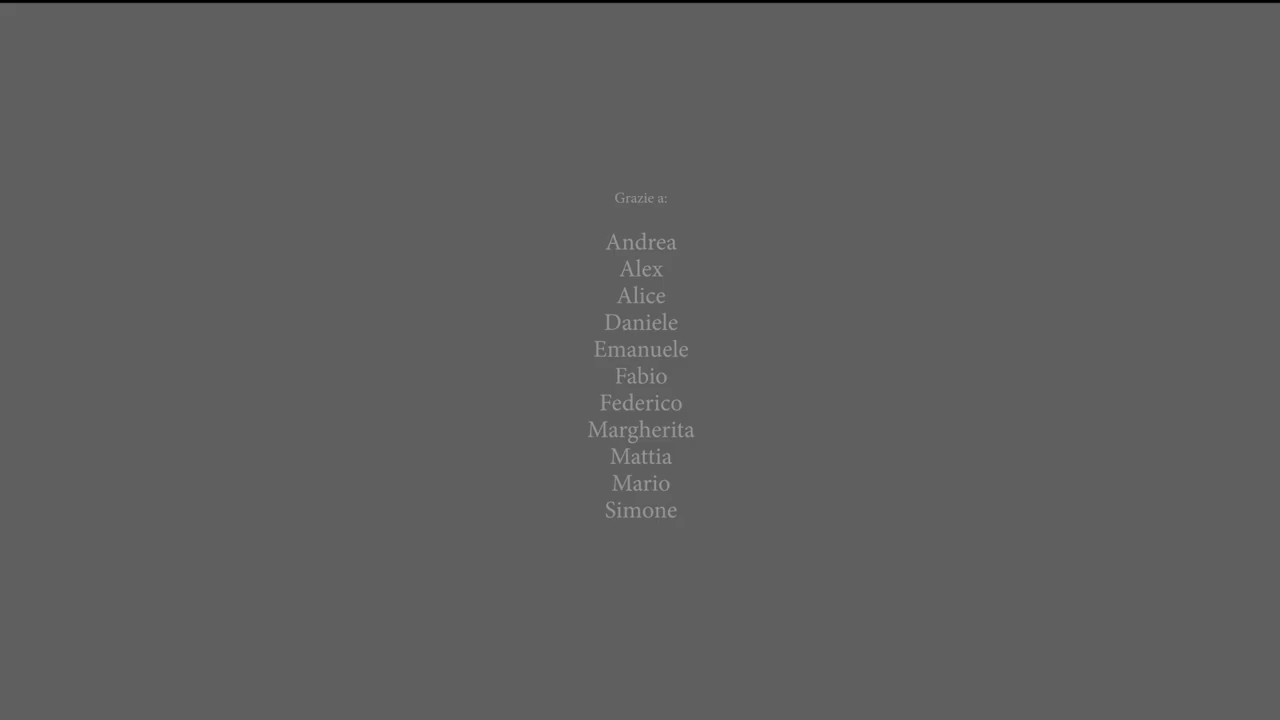 Grazie a:
Andrea
Alex
Alice
Daniele
Emanuele
Fabio
Federico
Margherita
Mattia
Mario
Simone